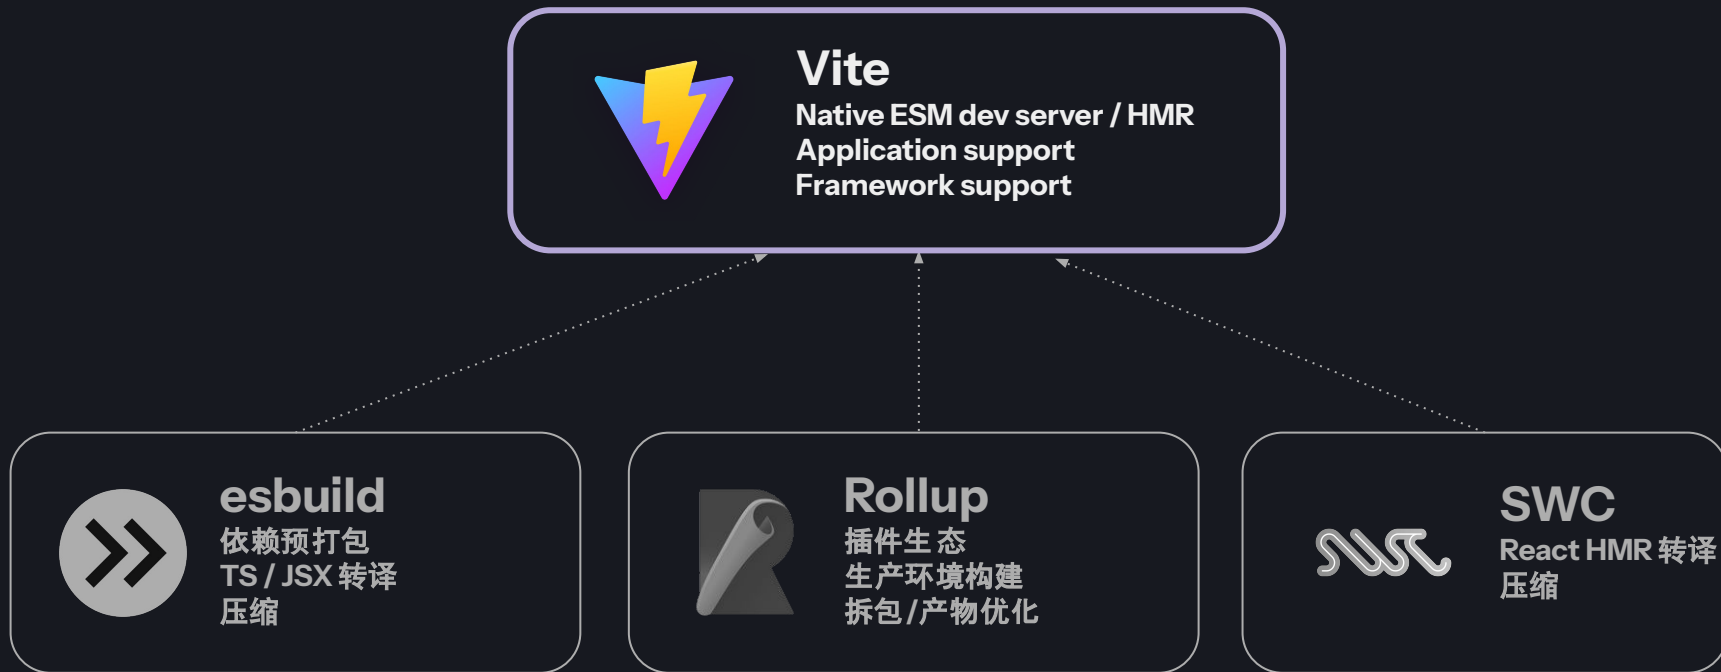 Vite
Native ESM dev server / HMR
Application support
Framework support
esbuild
依赖预打包
TS / JSX 转译
压缩
Rollup
插件生态
生产环境构建
拆包/产物优化
SWC
React HMR 转译
压缩